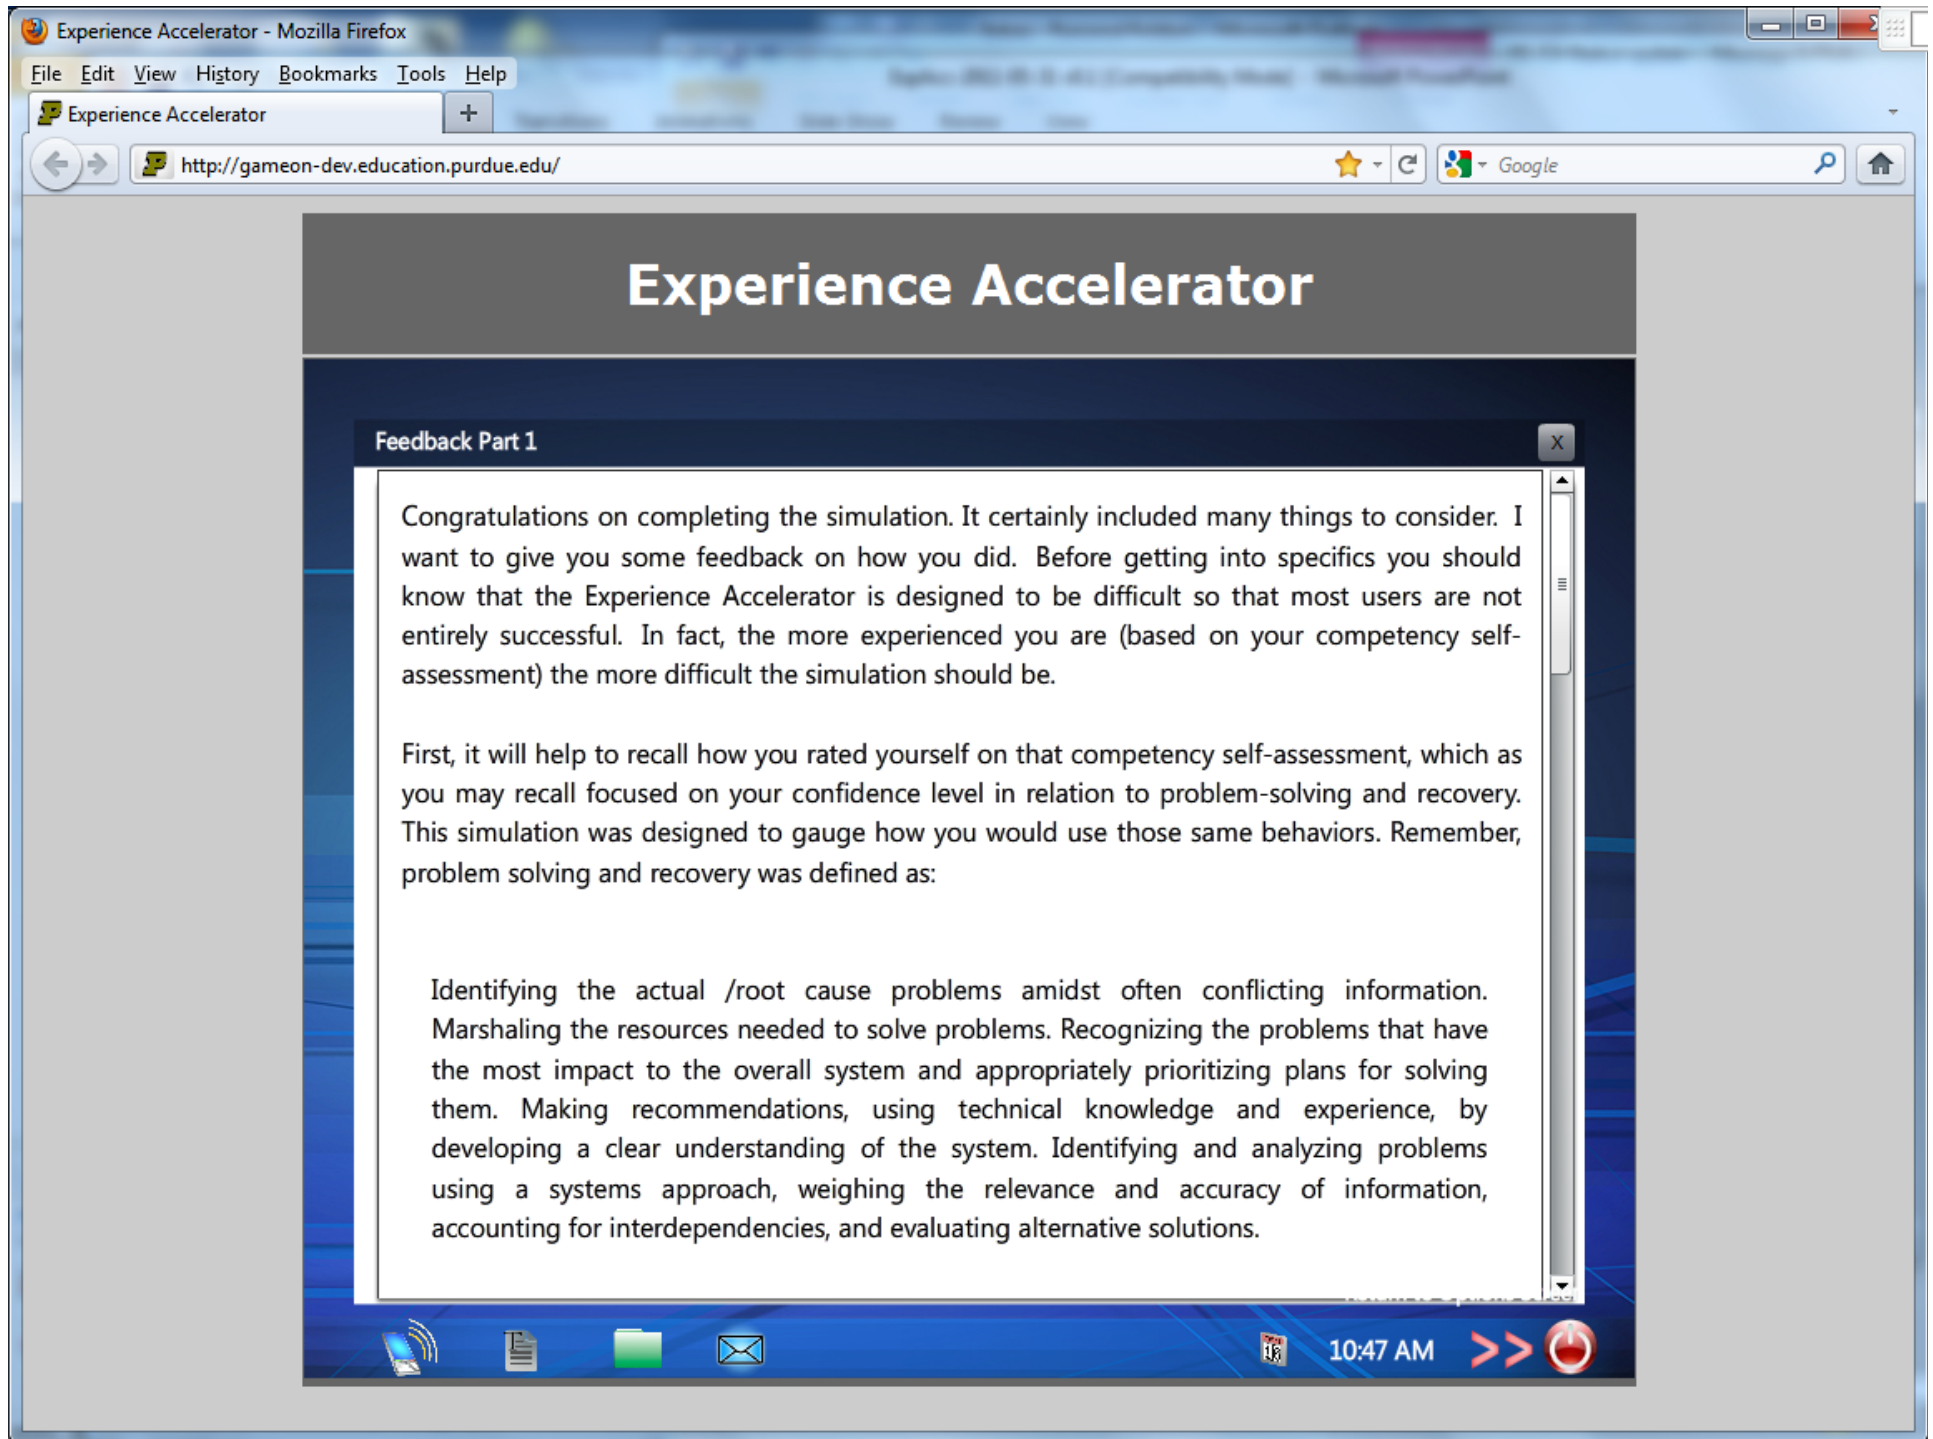 Experience Accelerator - Mozilla Firefox
File Edit View History Bookmarks Tools Help
Experience Accelerator
http://gameon-dev.education.purdue.edu/
Google
Experience Accelerator
Feedback Part 1
X
Congratulations on completing the simulation. It certainly included many things to consider. I
want to give you some feedback on how you did. Before getting into specifics you should
know that the Experience Accelerator is designed to be difficult so that most users are not
entirely successful. In fact, the more experienced you are (based on your competency self-
assessment) the more difficult the simulation should be.
First, it will help to recall how you rated yourself on that competency self-assessment, which as
you may recall focused on your confidence level in relation to problem-solving and recovery.
This simulation was designed to gauge how you would use those same behaviors. Remember,
problem solving and recovery was defined as:
Identifying the actual /root cause problems amidst often conflicting information.
Marshaling the resources needed to solve problems. Recognizing the problems that have
the most impact to the overall system and appropriately prioritizing plans for solving
them. Making recommendations, using technical knowledge and experience, by
developing a clear understanding of the system. Identifying and analyzing problems
using a systems approach, weighing the relevance and accuracy of information,
accounting for interdependencies, and evaluating alternative solutions.
10:47 AM >>